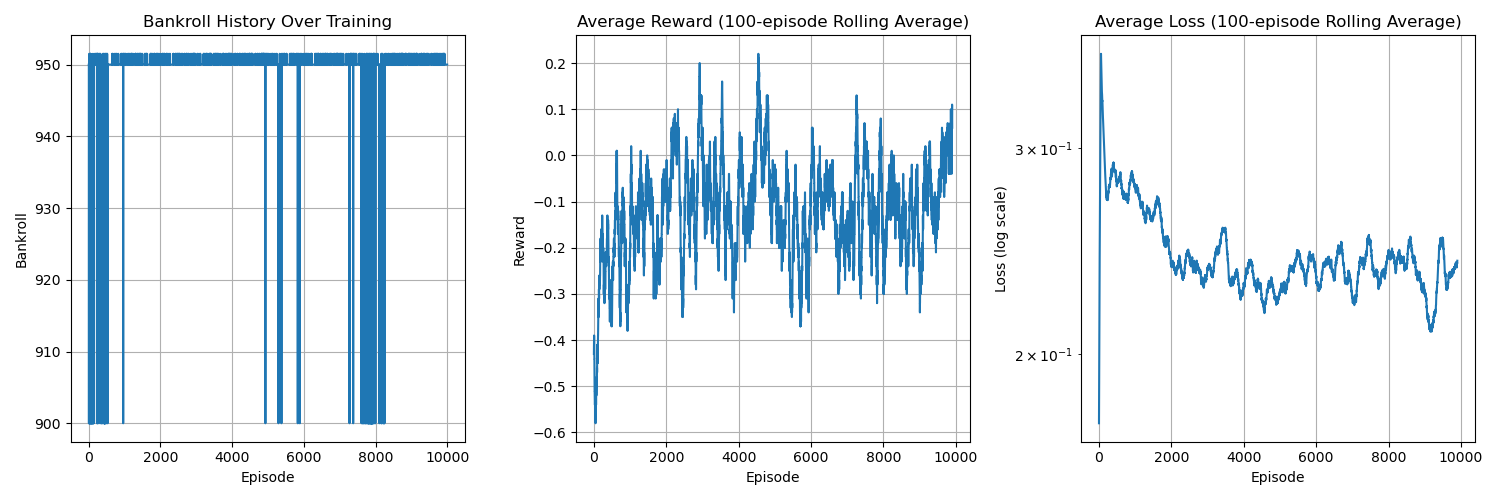 Bankroll History Over Training
950
940
930
920
910
900
Bankroll
0 2000 4000 6000 8000 10000
Episode
Average Reward (100-episode Rolling Average)
0.2
0.1
0.0
−0.1
−0.2
−0.3
−0.4
−0.5
−0.6
Reward
0 2000 4000 6000 8000 10000
Episode
Average Loss (100-episode Rolling Average)
3 × 10⁻¹
2 × 10⁻¹
Loss (log scale)
0 2000 4000 6000 8000 10000
Episode